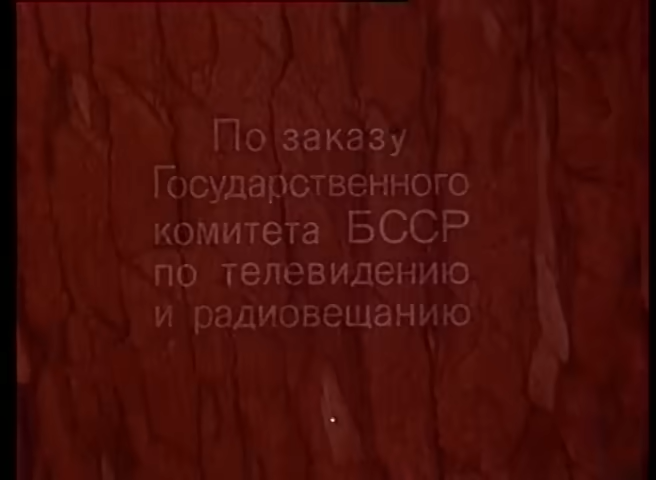 По заказу
Государственного
комитета БССР
по телевидению
и радиовещанию